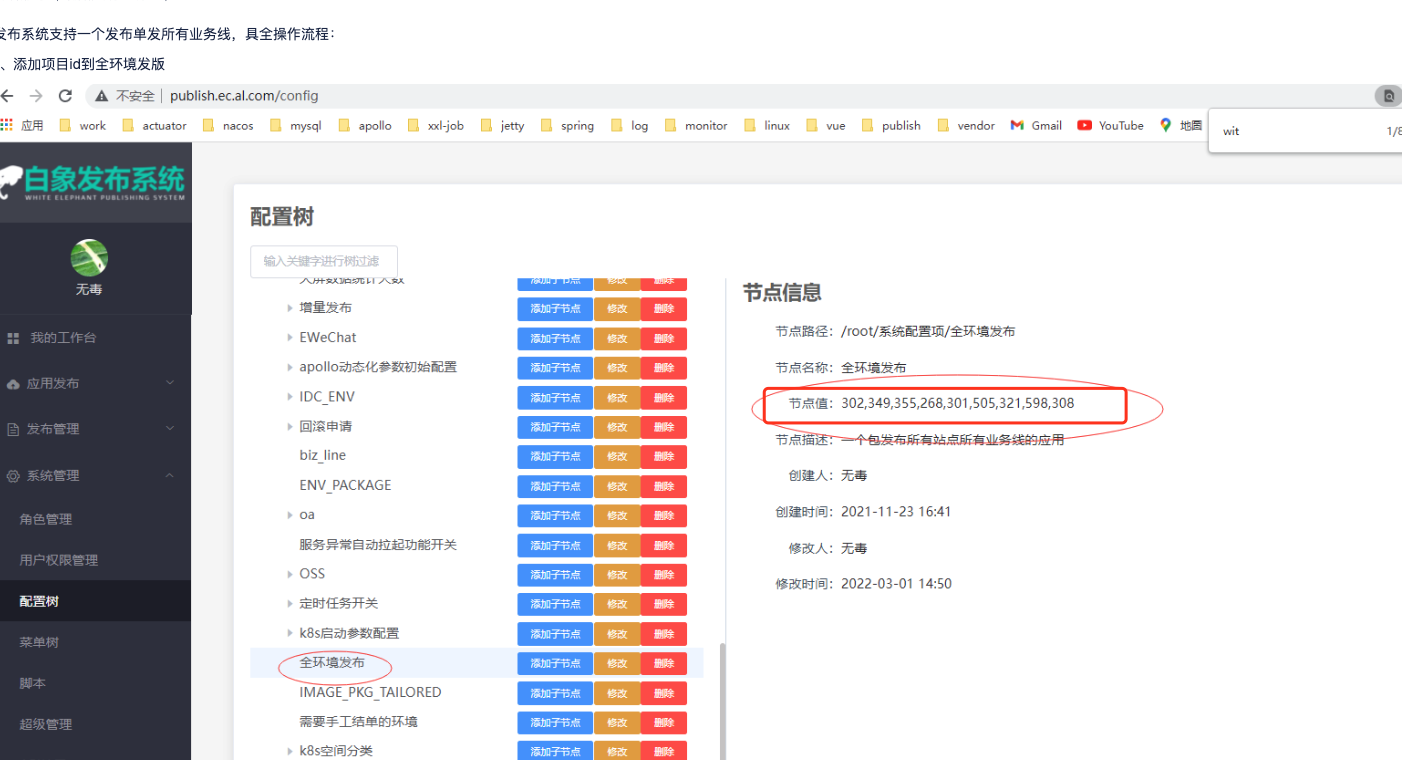 发布系统支持一个发布单发所有业务线，具全操作流程：
、添加项目id到全环境发版
不安全 publish.ec.al.com/config
应用 work actuator nacos mysql apollo xxl-job jetty spring log monitor linux vue publish vendor Gmail YouTube 地图
wit 1/8
白象发布系统
WHITE ELEPHANT PUBLISHING SYSTEM
无毒
我的工作台
应用发布
发布管理
系统管理
角色管理
用户权限管理
配置树
菜单树
脚本
超级管理
配置树
输入关键字进行树过滤
大屏数据统计天数 添加子节点 修改 删除
增量发布 添加子节点 修改 删除
EWeChat 添加子节点 修改 删除
apollo动态化参数初始配置 添加子节点 修改 删除
IDC_ENV 添加子节点 修改 删除
回滚申请 添加子节点 修改 删除
biz_line 添加子节点 修改 删除
ENV_PACKAGE 添加子节点 修改 删除
oa 添加子节点 修改 删除
服务异常自动拉起功能开关 添加子节点 修改 删除
OSS 添加子节点 修改 删除
定时任务开关 添加子节点 修改 删除
k8s启动参数配置 添加子节点 修改 删除
全环境发布 添加子节点 修改 删除
IMAGE_PKG_TAILORED 添加子节点 修改 删除
需要手工结单的环境 添加子节点 修改 删除
k8s空间分类 添加子节点 修改 删除
节点信息
节点路径： /root/系统配置项/全环境发布
节点名称： 全环境发布
节点值： 302,349,355,268,301,505,321,598,308
节点描述： 一个包发布所有站点所有业务线的应用
创建人： 无毒
创建时间： 2021-11-23 16:41
修改人： 无毒
修改时间： 2022-03-01 14:50